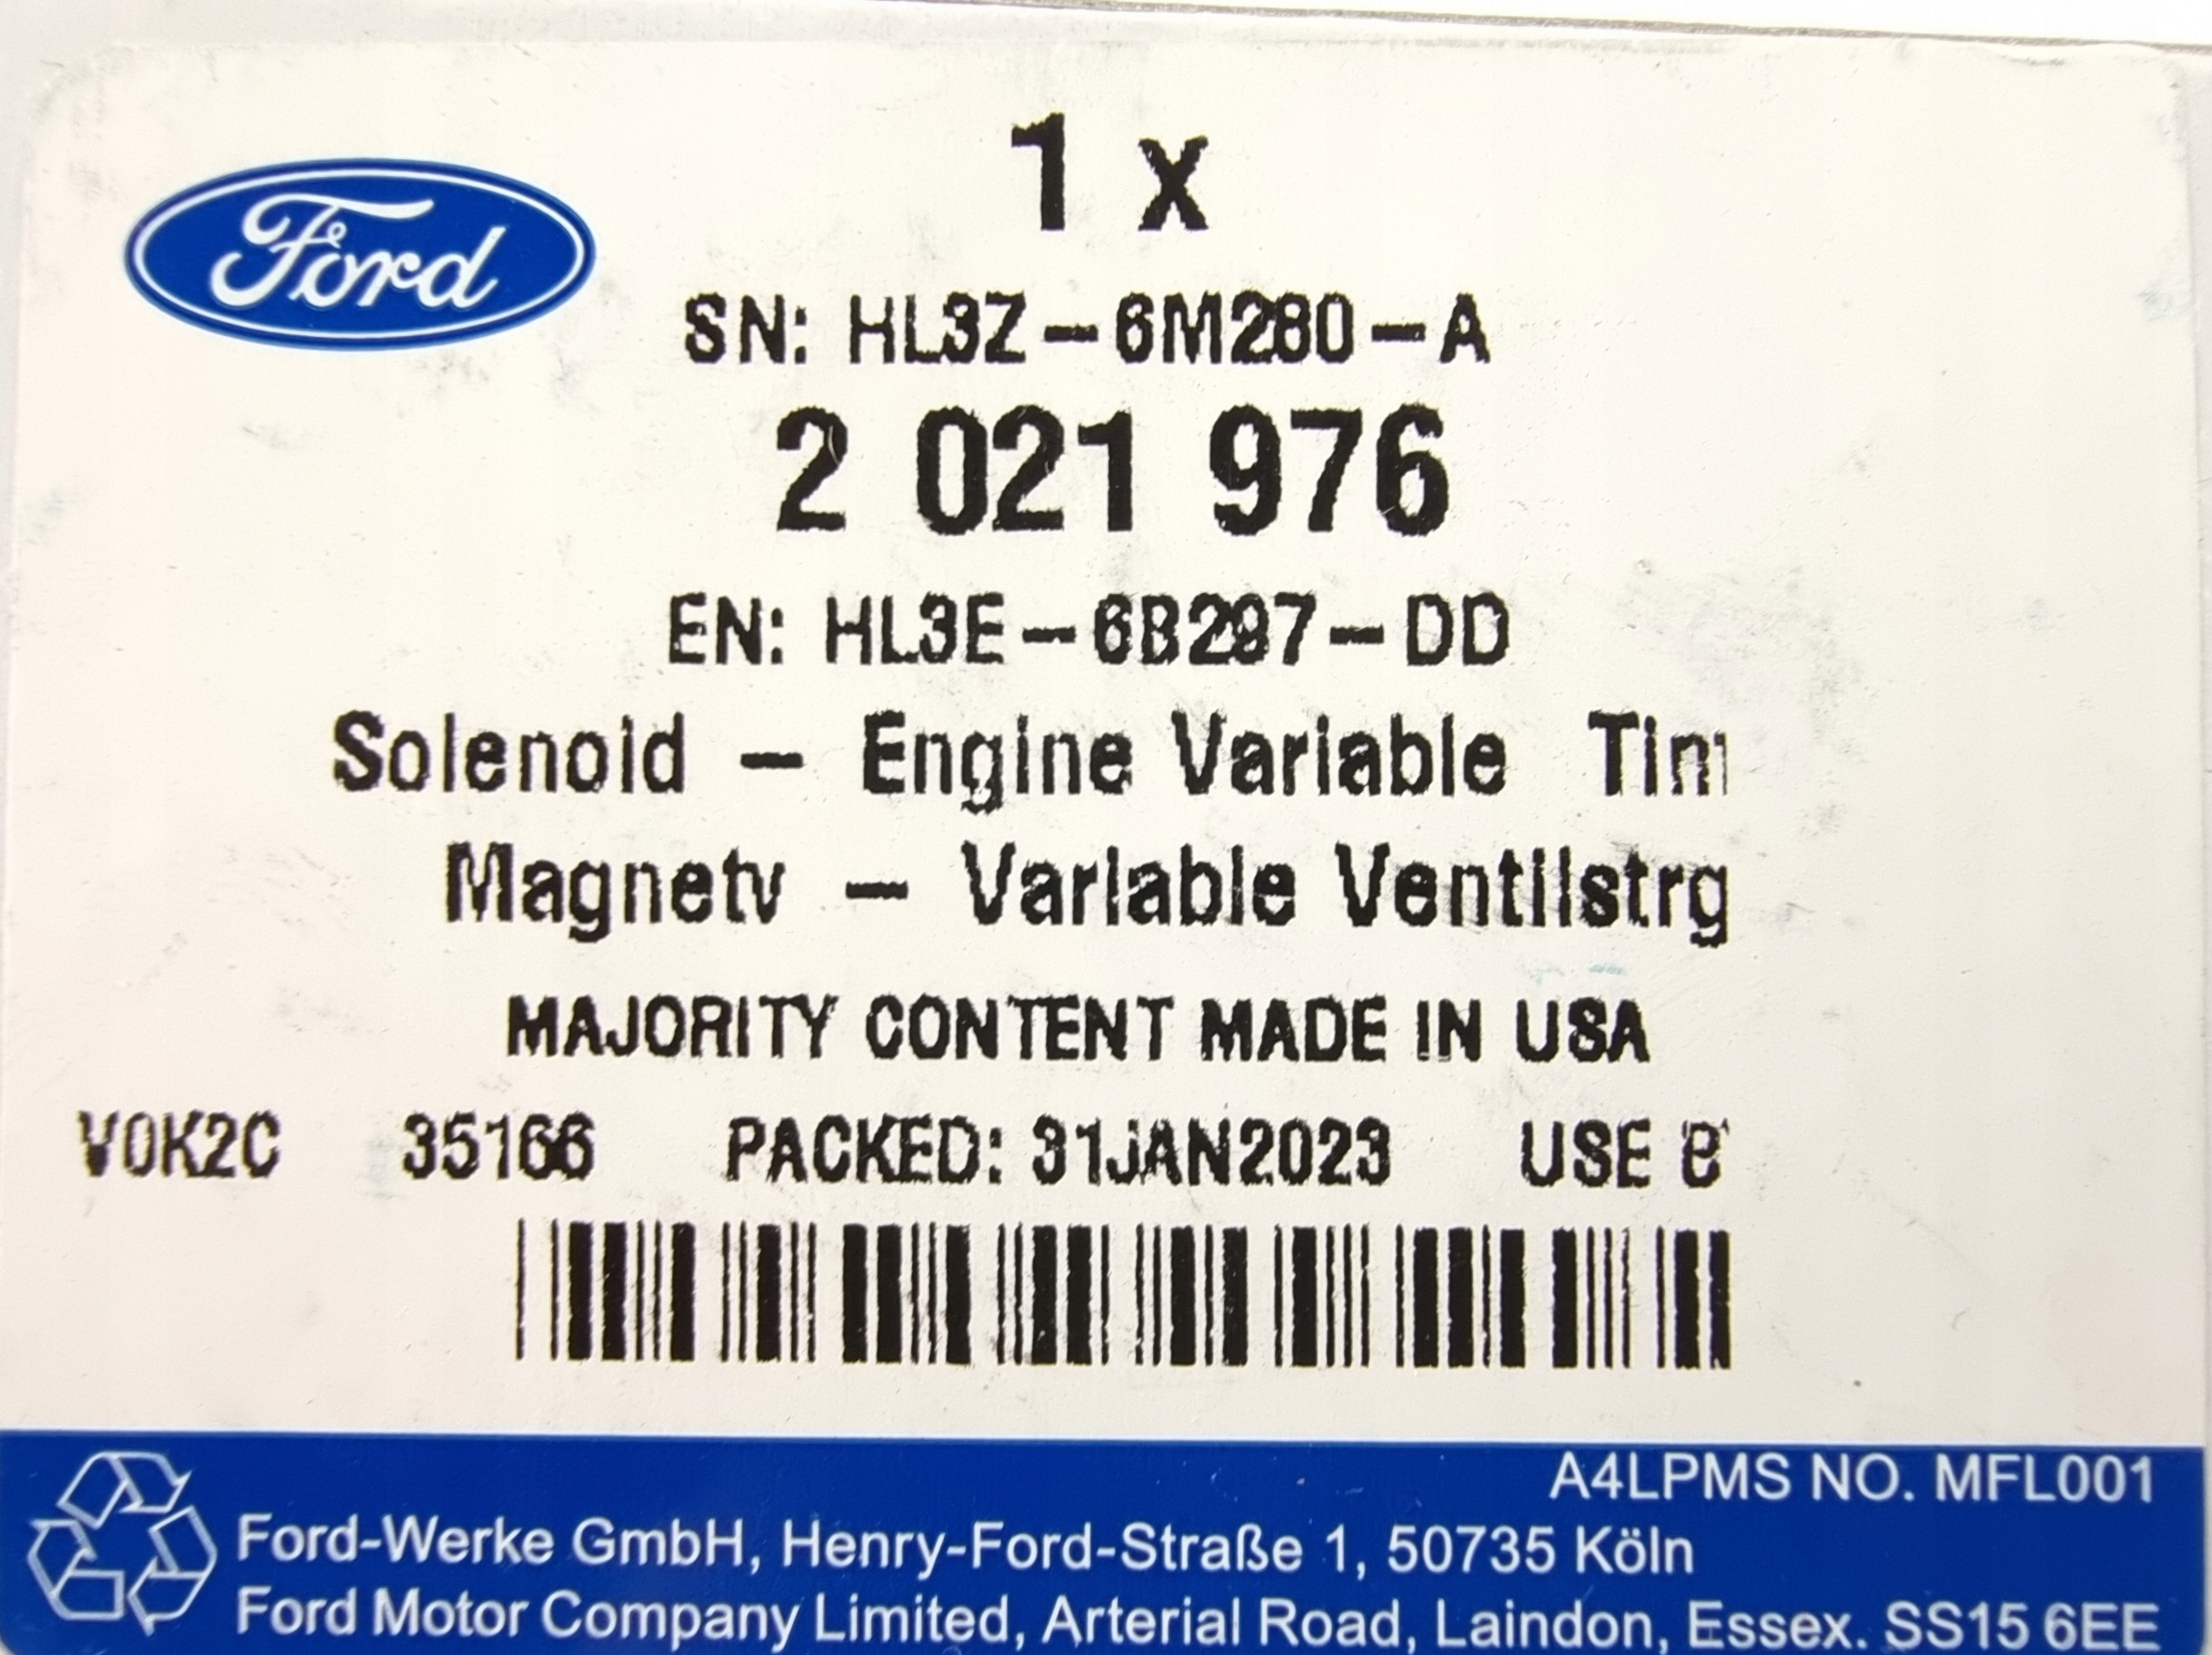 1 x
Ford
SN: HL3Z-6M280-A
2 021 976
EN: HL3E-6B297-DD
Solenoid - Engine Variable Tim
Magnetv - Variable Ventilstrg
MAJORITY CONTENT MADE IN USA
V0K2C 35166 PACKED: 31JAN2023 USE
A4LPMS NO. MFL001
Ford-Werke GmbH, Henry-Ford-Straße 1, 50735 Köln
Ford Motor Company Limited, Arterial Road, Laindon, Essex. SS15 6EE